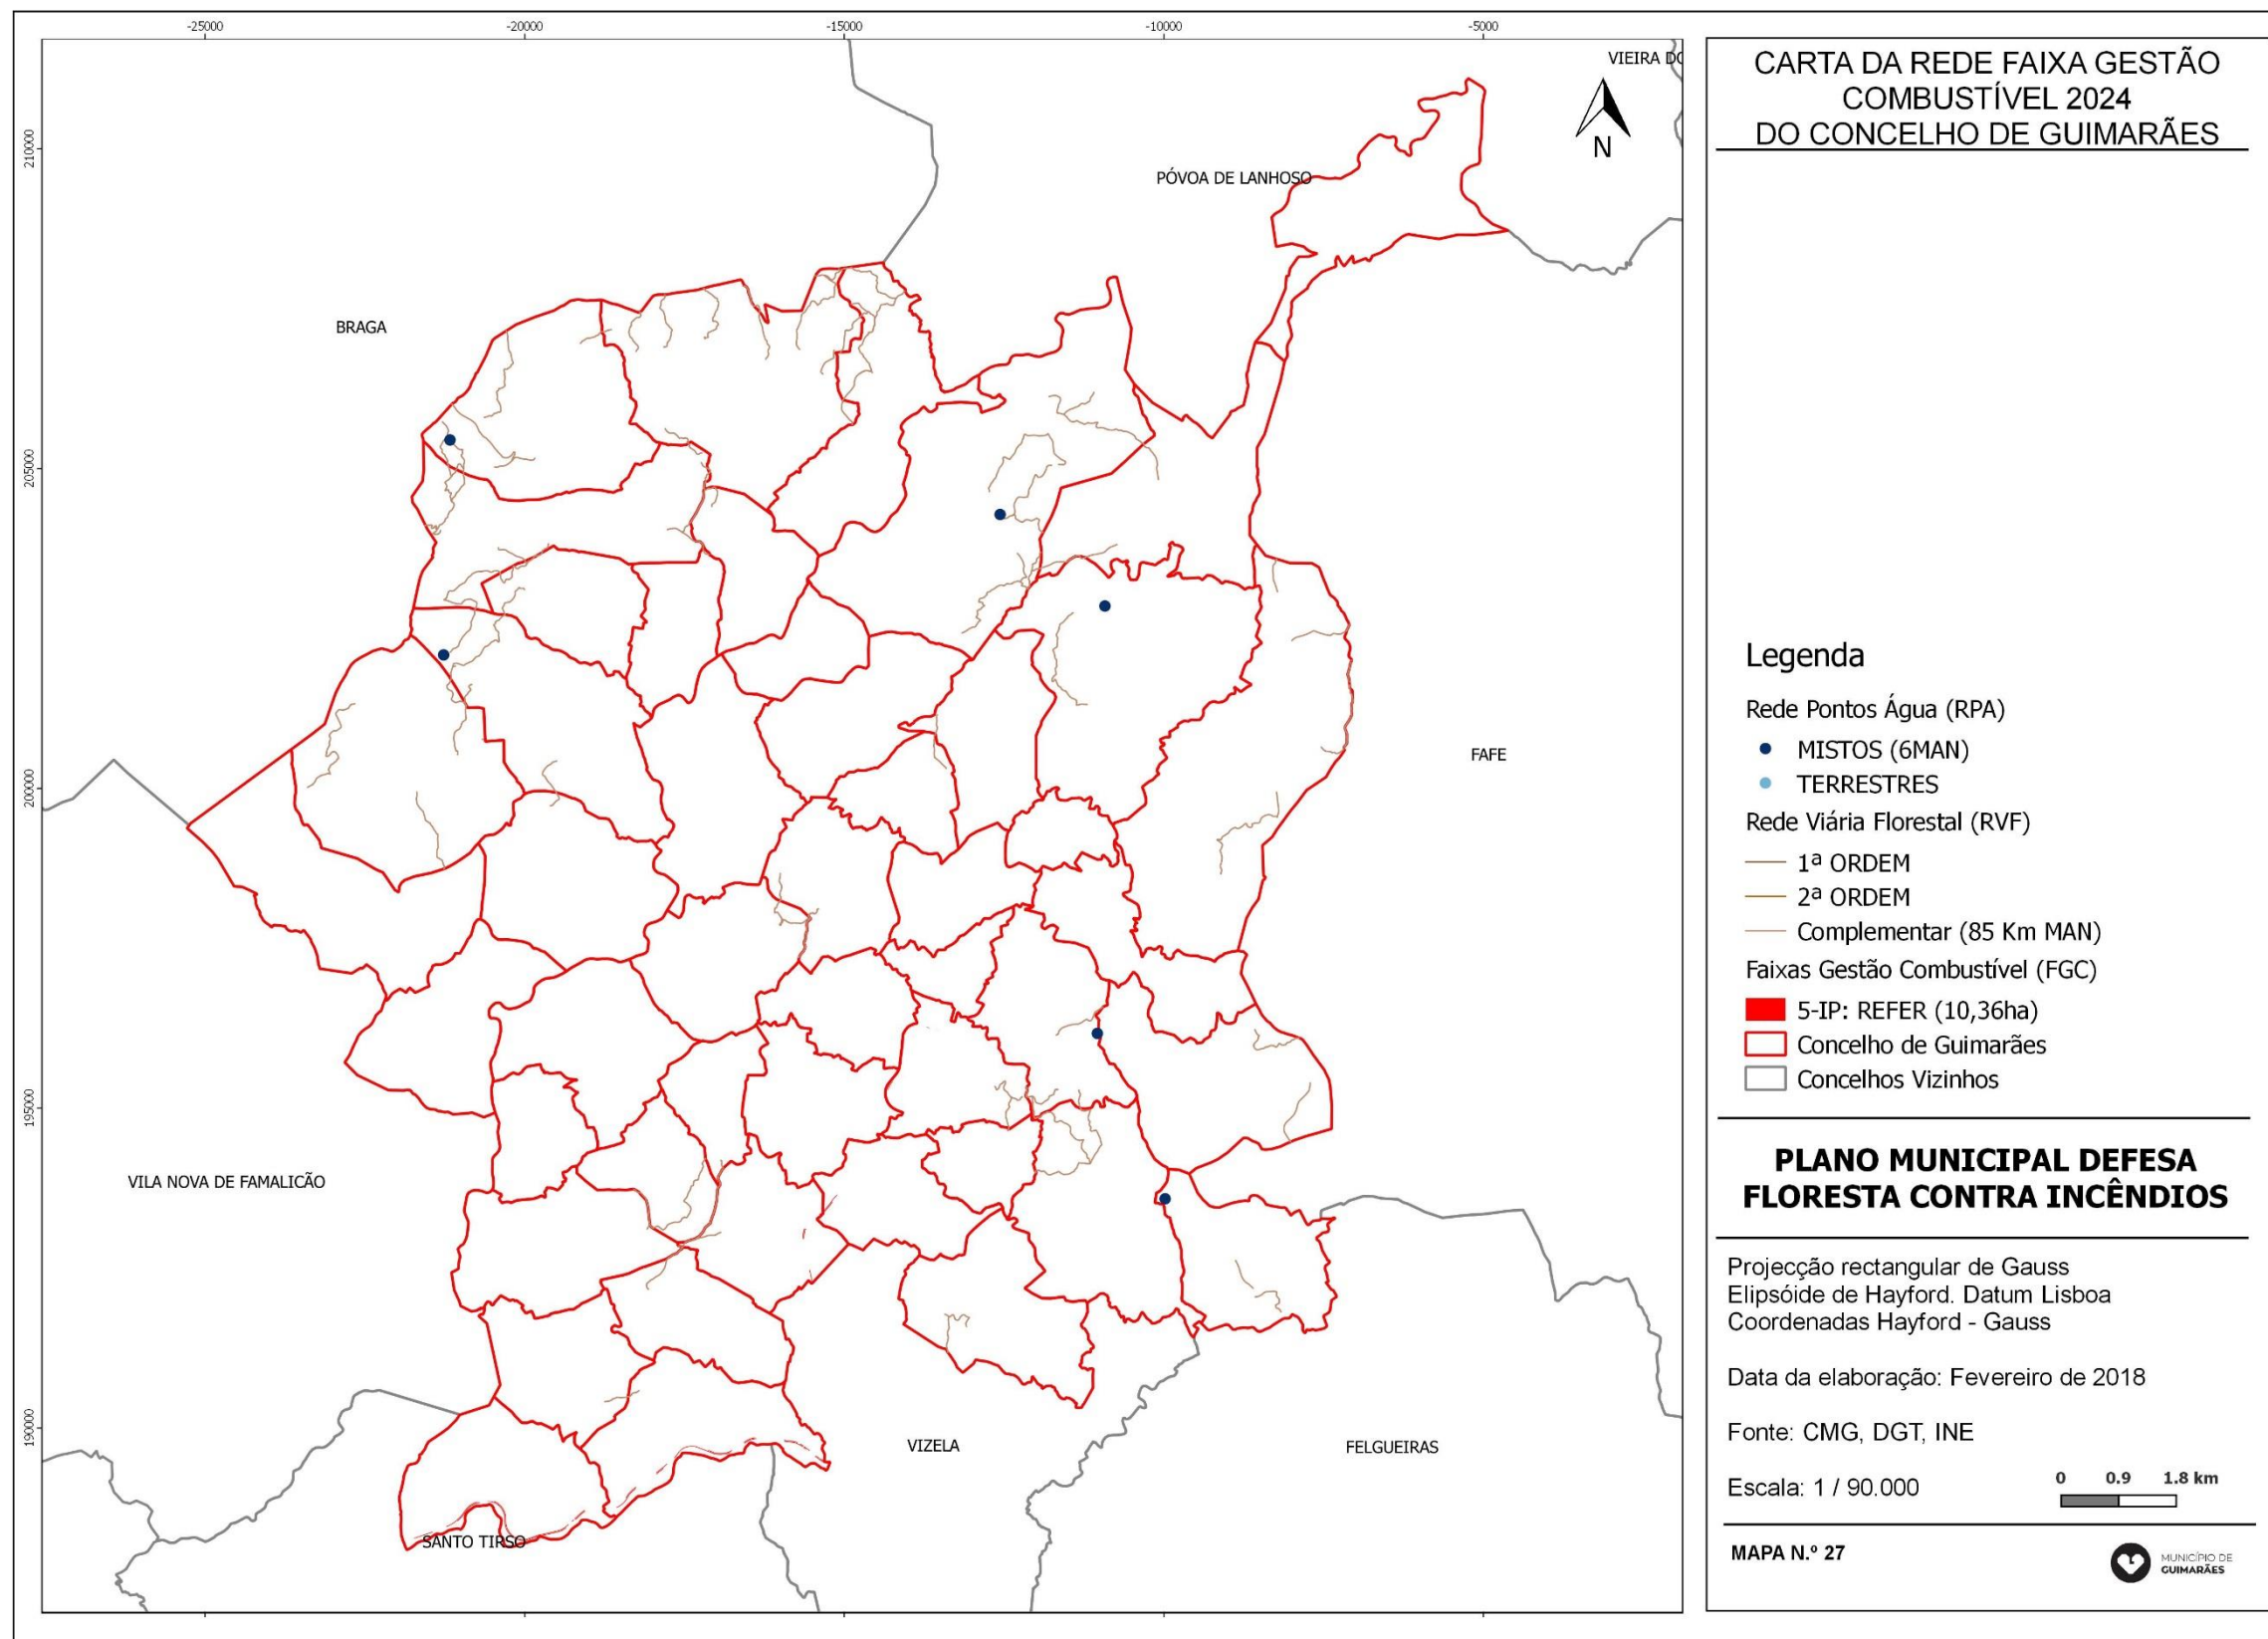 -25000
-20000
-15000
-10000
-5000
210000
205000
200000
195000
190000
VIEIRA DO
N
PÓVOA DE LANHOSO
BRAGA
FAFE
VILA NOVA DE FAMALICÃO
VIZELA
FELGUEIRAS
SANTO TIRSO
CARTA DA REDE FAIXA GESTÃO
COMBUSTÍVEL 2024
DO CONCELHO DE GUIMARÃES
Legenda
Rede Pontos Água (RPA)
MISTOS (6MAN)
TERRESTRES
Rede Viária Florestal (RVF)
1ª ORDEM
2ª ORDEM
Complementar (85 Km MAN)
Faixas Gestão Combustível (FGC)
5-IP: REFER (10,36ha)
Concelho de Guimarães
Concelhos Vizinhos
PLANO MUNICIPAL DEFESA
FLORESTA CONTRA INCÊNDIOS
Projecção rectangular de Gauss
Elipsóide de Hayford. Datum Lisboa
Coordenadas Hayford - Gauss
Data da elaboração: Fevereiro de 2018
Fonte: CMG, DGT, INE
Escala: 1 / 90.000
0 0.9 1.8 km
MAPA N.º 27
MUNICÍPIO DE
GUIMARÃES